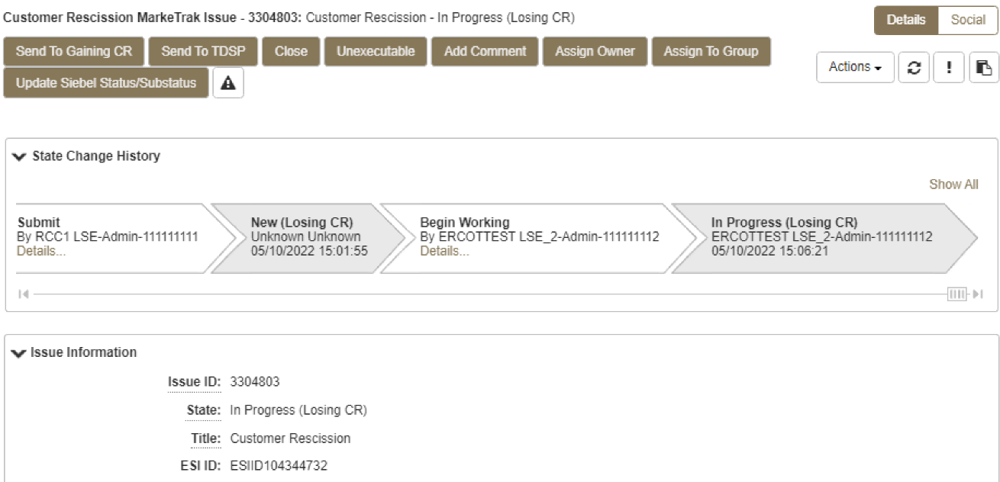 Customer Rescission MarkeTrak Issue - 3304803: Customer Rescission - In Progress (Losing CR)
Details Social
Send To Gaining CR Send To TDSP Close Unexecutable Add Comment Assign Owner Assign To Group
Actions
Update Siebel Status/Substatus
State Change History
Show All
Submit
By RCC1 LSE-Admin-111111111
Details...
New (Losing CR)
Unknown Unknown
05/10/2022 15:01:55
Begin Working
By ERCOTTEST LSE_2-Admin-111111112
Details...
In Progress (Losing CR)
ERCOTTEST LSE_2-Admin-111111112
05/10/2022 15:06:21
Issue Information
Issue ID: 3304803
State: In Progress (Losing CR)
Title: Customer Rescission
ESI ID: ESIID104344732